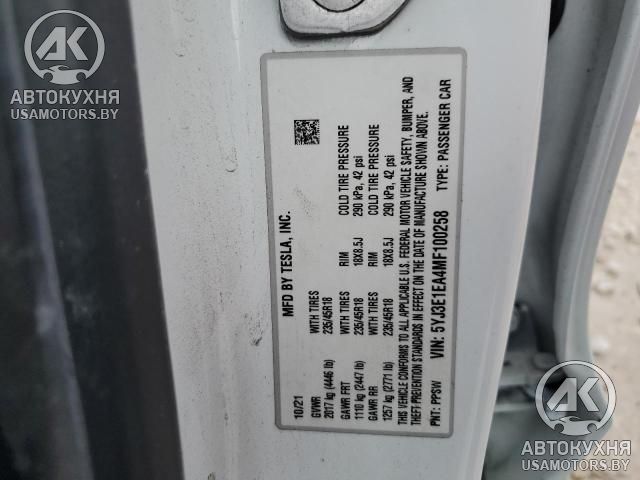 MFD BY TESLA, INC.
10/21
GVWR
2017 kg (4446 lb)
GAWR FRT WITH TIRES RIM COLD TIRE PRESSURE
1110 kg (2447 lb) 235/45R18 18X8.5J 290 kPa, 42 psi
GAWR RR WITH TIRES RIM COLD TIRE PRESSURE
1257 kg (2771 lb) 235/45R18 18X8.5J 290 kPa, 42 psi
THIS VEHICLE CONFORMS TO ALL APPLICABLE U.S. FEDERAL MOTOR VEHICLE SAFETY, BUMPER, AND
THEFT PREVENTION STANDARDS IN EFFECT ON THE DATE OF MANUFACTURE SHOWN ABOVE.
VIN: 5YJ3E1EA4MF100258 TYPE: PASSENGER CAR
PNT: PPSW
АК
АВТОКУХНЯ
USAMOTORS.BY
АК
АВТОКУХНЯ
USAMOTORS.BY